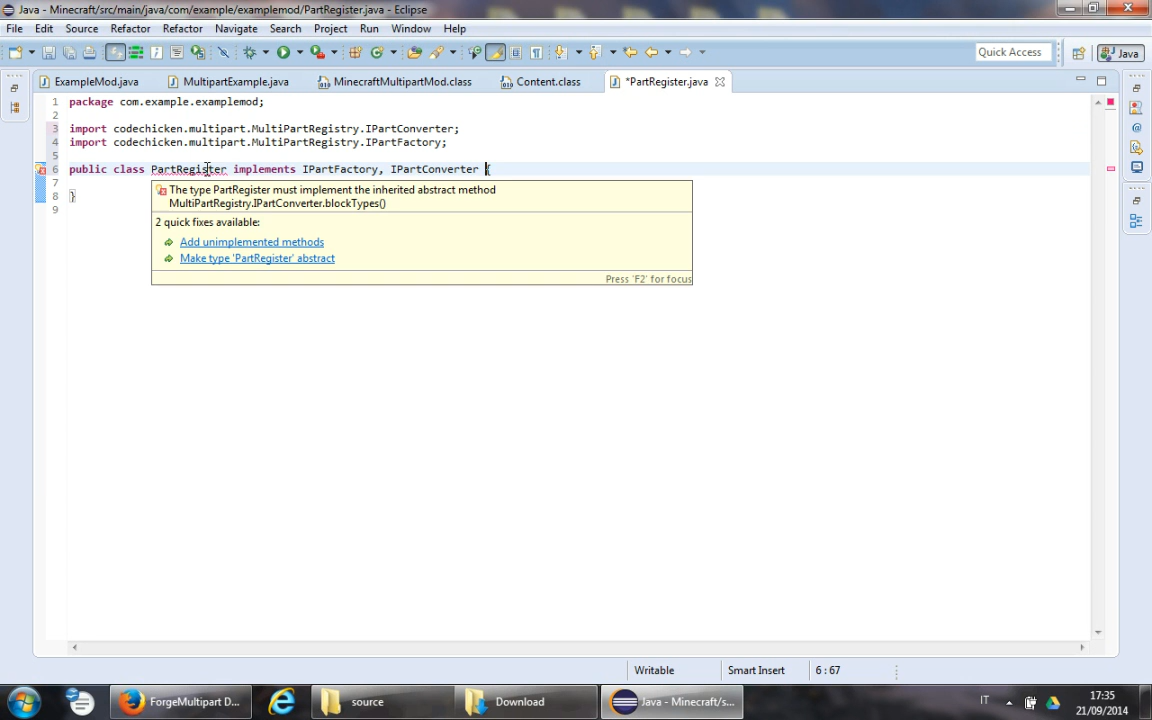 Java - Minecraft/src/main/java/com/example/examplemod/PartRegister.java - Eclipse
File Edit Source Refactor Refactor Navigate Search Project Run Window Help
Quick Access
Java
ExampleMod.java
MultipartExample.java
MinecraftMultipartMod.class
Content.class
*PartRegister.java
1 package com.example.examplemod;
2
3 import codechicken.multipart.MultiPartRegistry.IPartConverter;
4 import codechicken.multipart.MultiPartRegistry.IPartFactory;
5
6 public class PartRegister implements IPartFactory, IPartConverter {
7
The type PartRegister must implement the inherited abstract method
8 }
MultiPartRegistry.IPartConverter.blockTypes()
9
2 quick fixes available:
Add unimplemented methods
Make type 'PartRegister' abstract
Press 'F2' for focus
Writable
Smart Insert
6 : 67
ForgeMultipart D...
source
Download
Java - Minecraft/s...
IT
17:35
21/09/2014